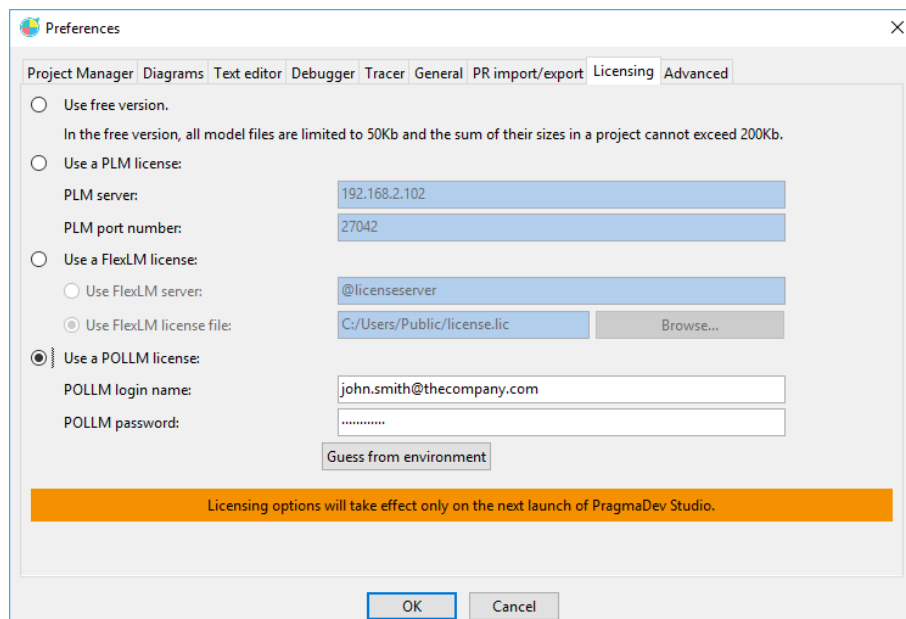 Preferences
Project Manager Diagrams Text editor Debugger Tracer General PR import/export Licensing Advanced
Use free version.
In the free version, all model files are limited to 50Kb and the sum of their sizes in a project cannot exceed 200Kb.
Use a PLM license:
PLM server: 192.168.2.102
PLM port number: 27042
Use a FlexLM license:
Use FlexLM server: @licenseserver
Use FlexLM license file: C:/Users/Public/license.lic Browse...
Use a POLLM license:
POLLM login name: john.smith@thecompany.com
POLLM password: ············
Guess from environment
Licensing options will take effect only on the next launch of PragmaDev Studio.
OK Cancel